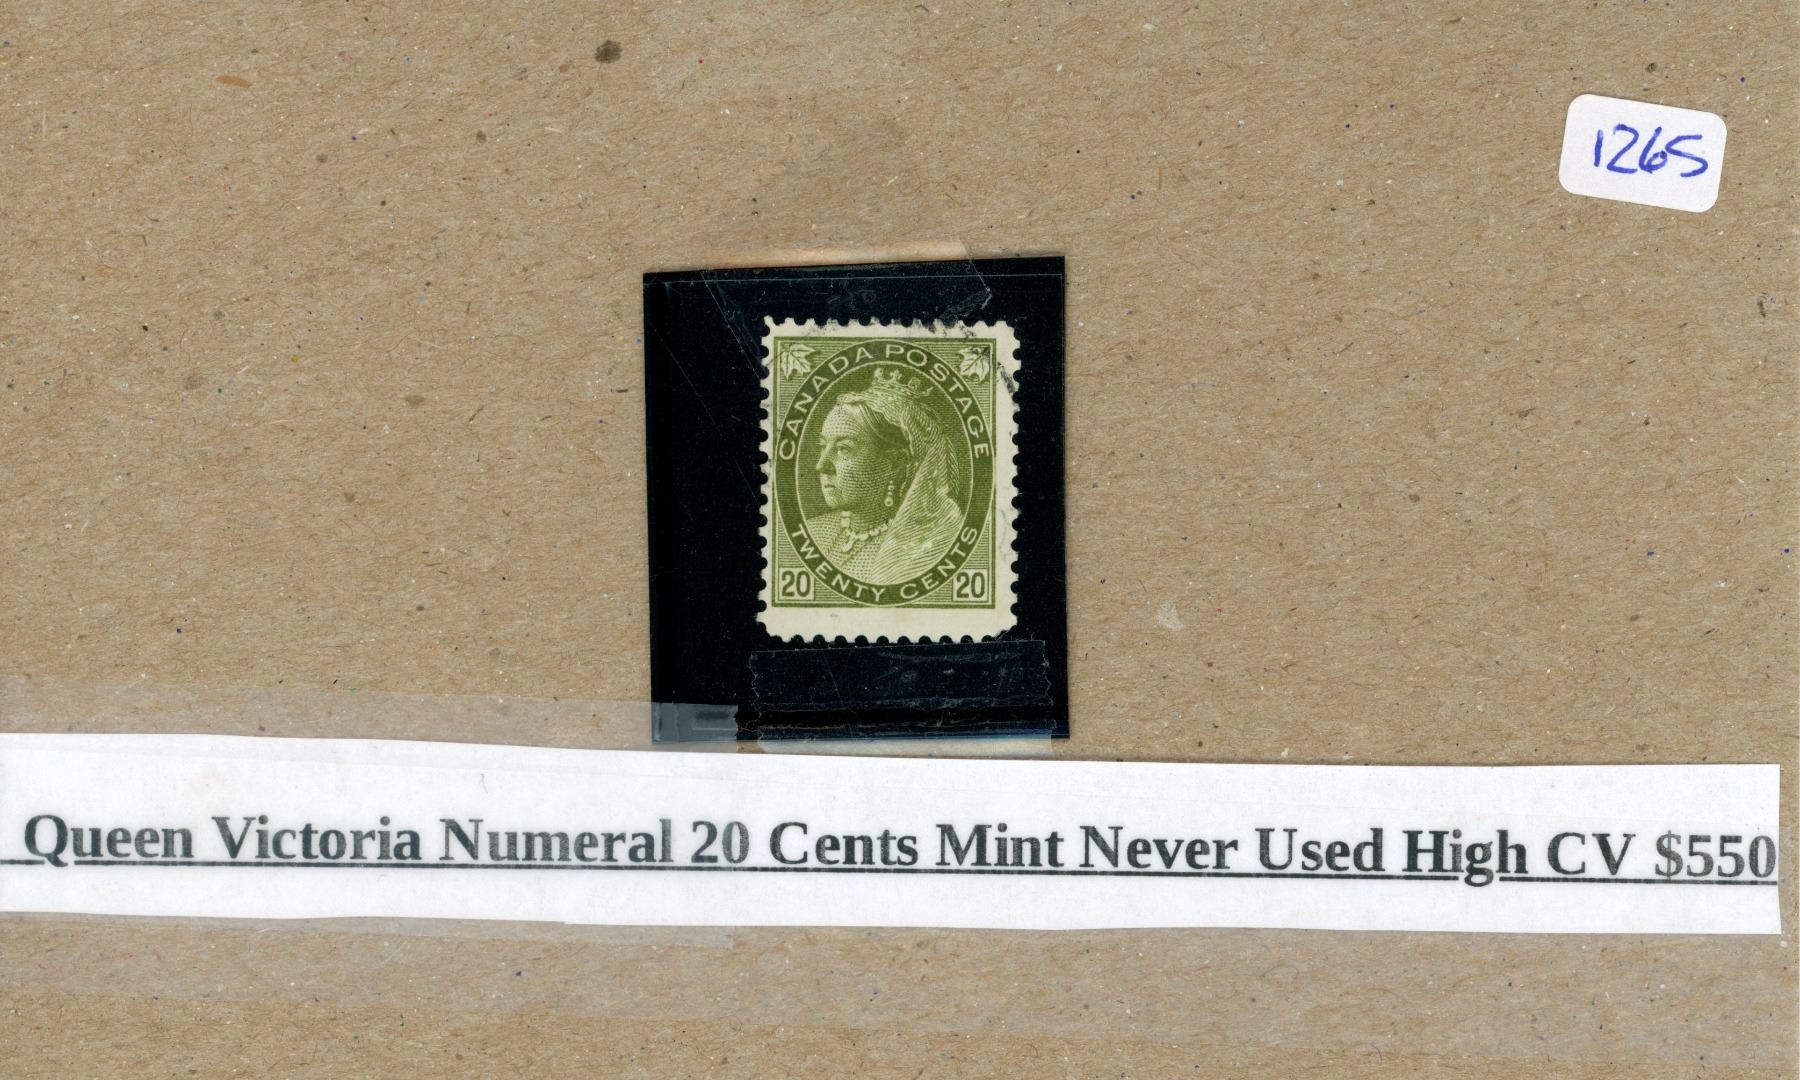 1265
CANADA POSTAGE
TWENTY CENTS
20 20
Queen Victoria Numeral 20 Cents Mint Never Used High CV $550